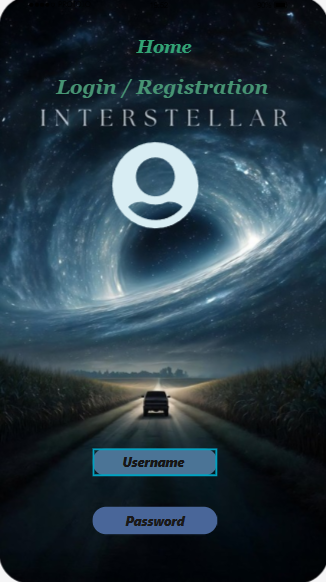 Home
Login / Registration
INTERSTELLAR
Username
Password